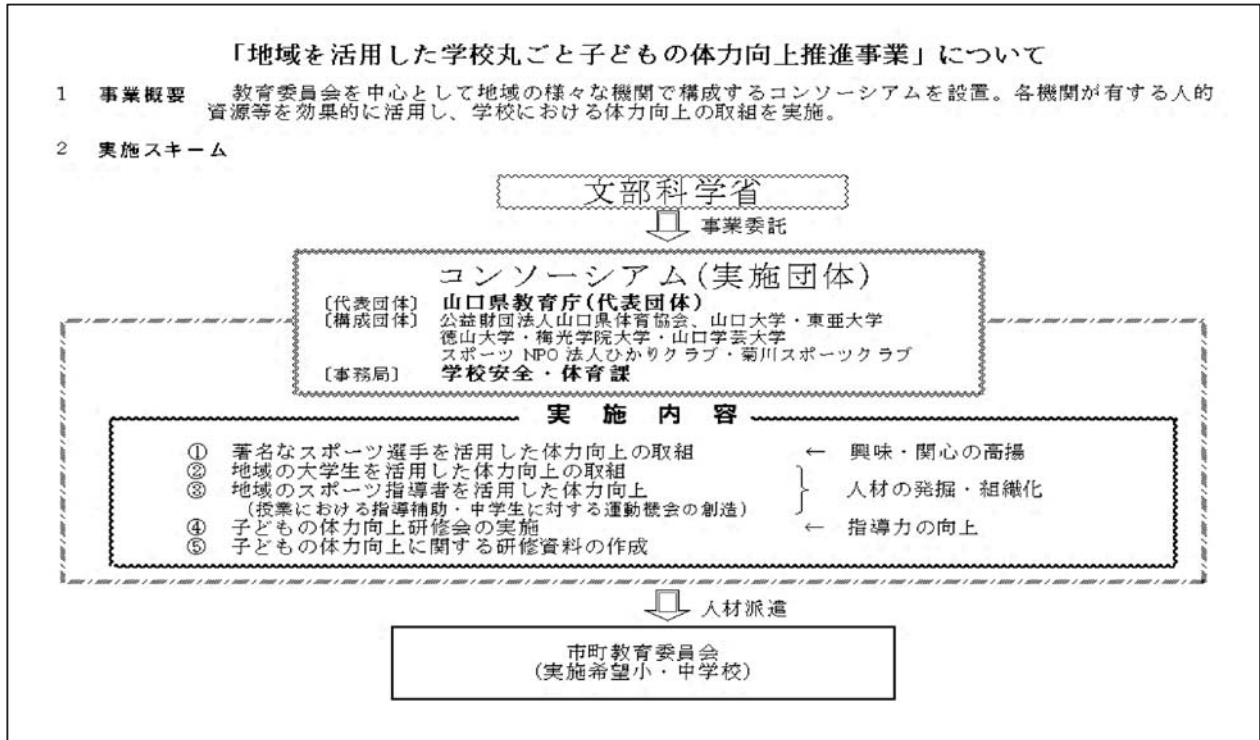 「地域を活用した学校丸ごと子どもの体力向上推進事業」について
1 事業概要 教育委員会を中心として地域の様々な機関で構成するコンソーシアムを設置。各機関が有する人的
資源等を効果的に活用し、学校における体力向上の取組を実施。
2 実施スキーム
文部科学省
事業委託
コンソーシアム(実施団体)
〔代表団体〕 山口県教育庁(代表団体)
〔構成団体〕 公益財団法人山口県体育協会、山口大学・東亜大学
徳山大学・梅光学院大学・山口学芸大学
スポーツNPO法人ひかりクラブ・菊川スポーツクラブ
〔事務局〕 学校安全・体育課
実施内容
① 著名なスポーツ選手を活用した体力向上の取組 ← 興味・関心の高揚
② 地域の大学生を活用した体力向上の取組
③ 地域のスポーツ指導者を活用した体力向上 } 人材の発掘・組織化
(授業における指導補助・中学生に対する運動機会の創造)
④ 子どもの体力向上研修会の実施 ← 指導力の向上
⑤ 子どもの体力向上に関する研修資料の作成
人材派遣
市町教育委員会
(実施希望小・中学校)